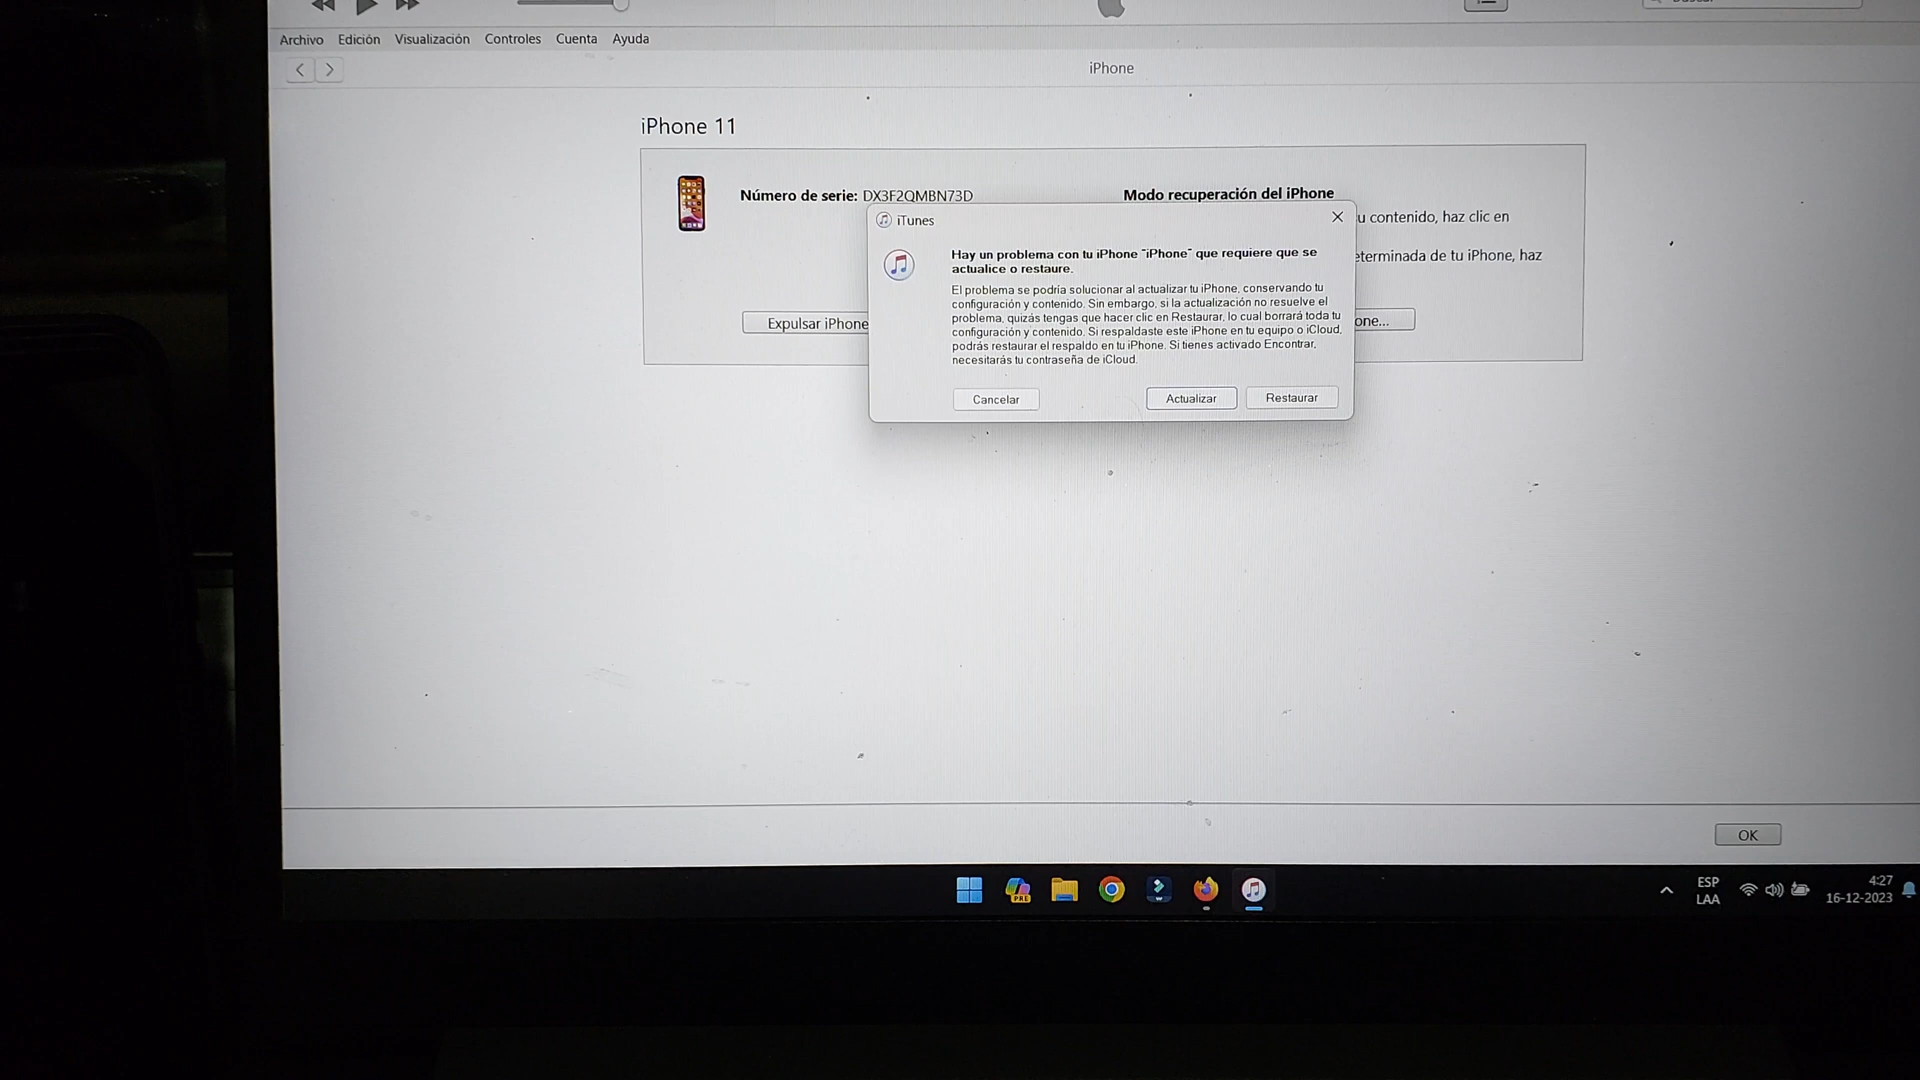 Archivo Edición Visualización Controles Cuenta Ayuda
iPhone
iPhone 11
Número de serie: DX3F2QMBN73D
Modo recuperación del iPhone
u contenido, haz clic en
eterminada de tu iPhone, haz
Expulsar iPhone
one...
iTunes
Hay un problema con tu iPhone "iPhone" que requiere que se
actualice o restaure.
El problema se podría solucionar al actualizar tu iPhone, conservando tu
configuración y contenido. Sin embargo, si la actualización no resuelve el
problema, quizás tengas que hacer clic en Restaurar, lo cual borrará toda tu
configuración y contenido. Si respaldaste este iPhone en tu equipo o iCloud,
podrás restaurar el respaldo en tu iPhone. Si tienes activado Encontrar,
necesitarás tu contraseña de iCloud.
Cancelar
Actualizar
Restaurar
OK
PRE
W
ESP
LAA
4:27
16-12-2023